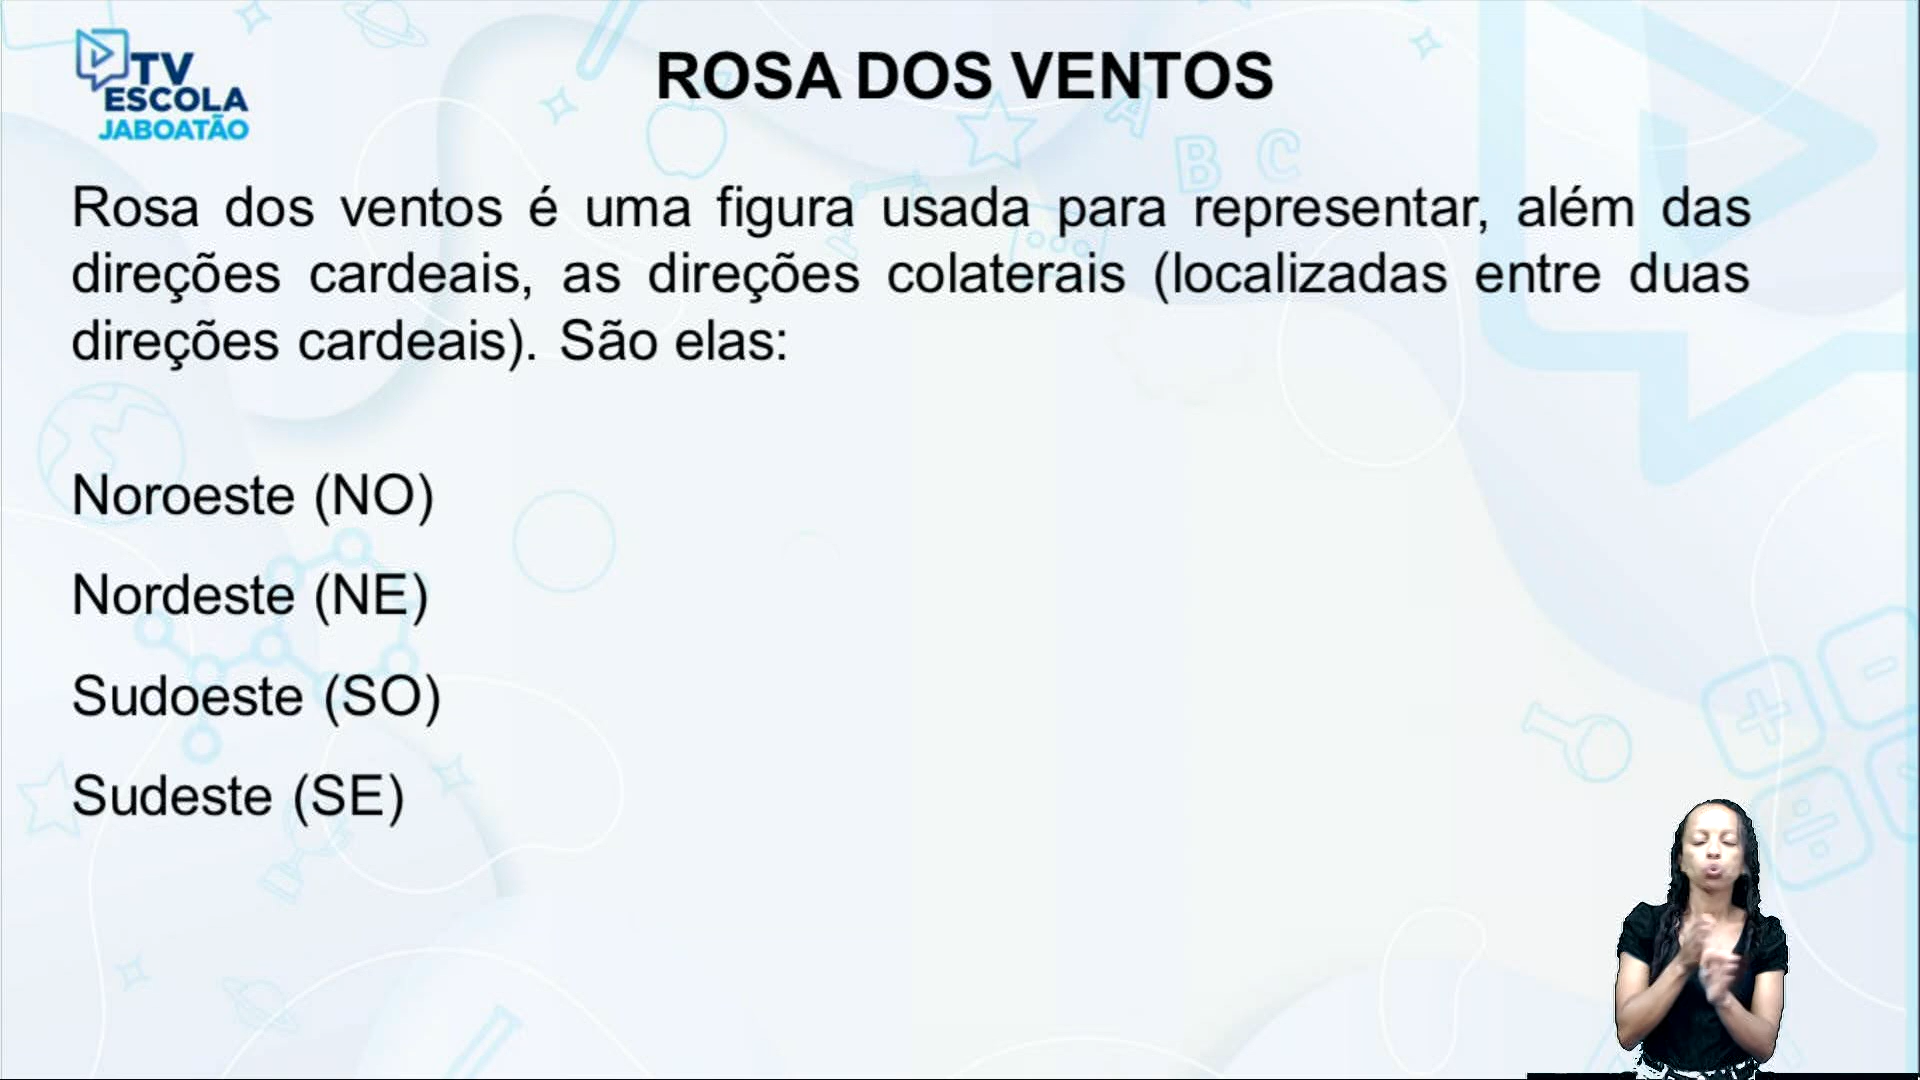 TV
ESCOLA
JABOATÃO
ROSA DOS VENTOS
Rosa dos ventos é uma figura usada para representar, além das
direções cardeais, as direções colaterais (localizadas entre duas
direções cardeais). São elas:
Noroeste (NO)
Nordeste (NE)
Sudoeste (SO)
Sudeste (SE)
A B C